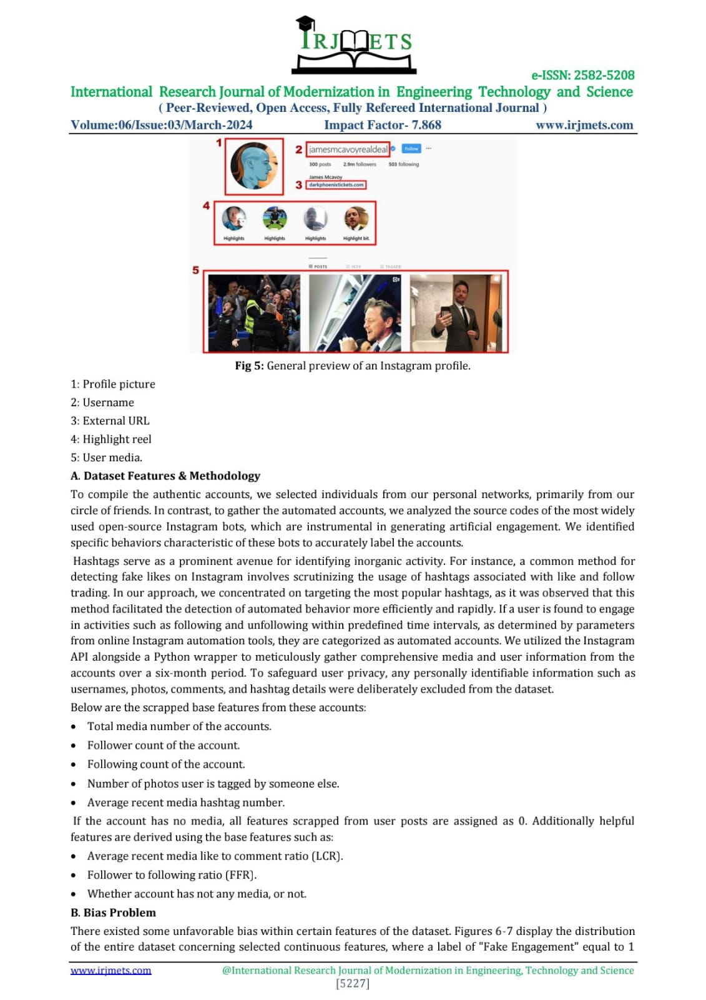 IRJMETS
e-ISSN: 2582-5208
International Research Journal of Modernization in Engineering Technology and Science
( Peer-Reviewed, Open Access, Fully Refereed International Journal )
Volume:06/Issue:03/March-2024 Impact Factor- 7.868 www.irjmets.com
1
2 jamesmcavoyrealdeal Follow ...
300 posts 2.9m followers 503 following
James Mcavoy
3 darkphoenixtickets.com
4
Highlights Highlights Highlights Highlight bit.
POSTS IGTV TAGGED
5
Fig 5: General preview of an Instagram profile.
1: Profile picture
2: Username
3: External URL
4: Highlight reel
5: User media.
A. Dataset Features & Methodology
To compile the authentic accounts, we selected individuals from our personal networks, primarily from our
circle of friends. In contrast, to gather the automated accounts, we analyzed the source codes of the most widely
used open-source Instagram bots, which are instrumental in generating artificial engagement. We identified
specific behaviors characteristic of these bots to accurately label the accounts.
Hashtags serve as a prominent avenue for identifying inorganic activity. For instance, a common method for
detecting fake likes on Instagram involves scrutinizing the usage of hashtags associated with like and follow
trading. In our approach, we concentrated on targeting the most popular hashtags, as it was observed that this
method facilitated the detection of automated behavior more efficiently and rapidly. If a user is found to engage
in activities such as following and unfollowing within predefined time intervals, as determined by parameters
from online Instagram automation tools, they are categorized as automated accounts. We utilized the Instagram
API alongside a Python wrapper to meticulously gather comprehensive media and user information from the
accounts over a six-month period. To safeguard user privacy, any personally identifiable information such as
usernames, photos, comments, and hashtag details were deliberately excluded from the dataset.
Below are the scrapped base features from these accounts:
• Total media number of the accounts.
• Follower count of the account.
• Following count of the account.
• Number of photos user is tagged by someone else.
• Average recent media hashtag number.
If the account has no media, all features scrapped from user posts are assigned as 0. Additionally helpful
features are derived using the base features such as:
• Average recent media like to comment ratio (LCR).
• Follower to following ratio (FFR).
• Whether account has not any media, or not.
B. Bias Problem
There existed some unfavorable bias within certain features of the dataset. Figures 6-7 display the distribution
of the entire dataset concerning selected continuous features, where a label of "Fake Engagement" equal to 1
www.irjmets.com @International Research Journal of Modernization in Engineering, Technology and Science
[5227]